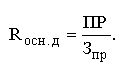 R осн.д = ПР / З пр.